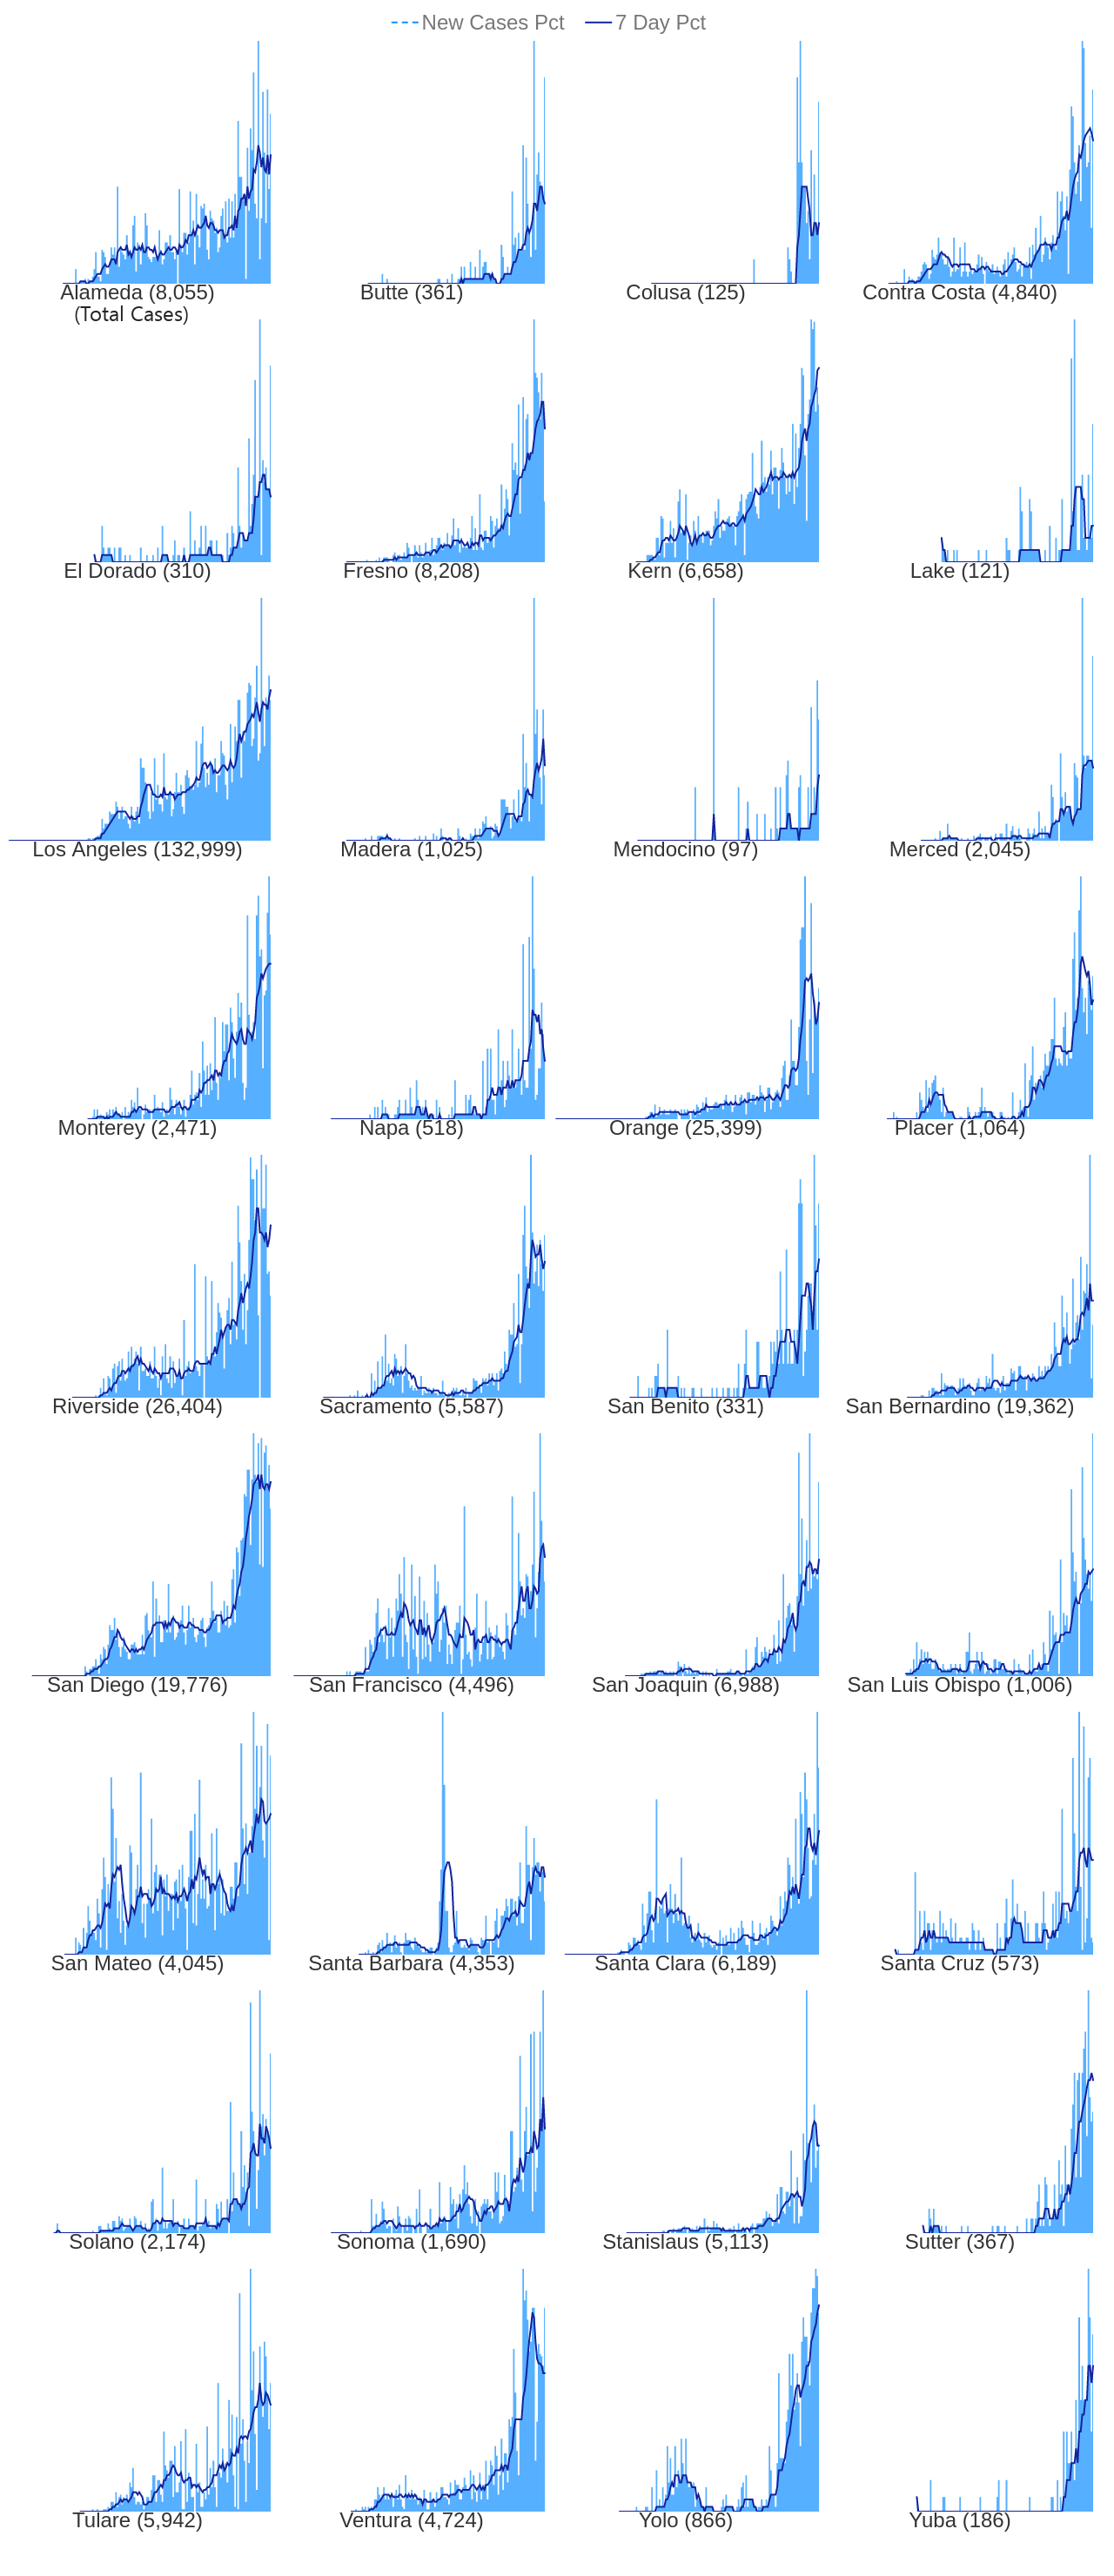 New Cases Pct 7 Day Pct
Alameda (8,055) Butte (361) Colusa (125) Contra Costa (4,840)
(Total Cases)
El Dorado (310) Fresno (8,208) Kern (6,658) Lake (121)
Los Angeles (132,999) Madera (1,025) Mendocino (97) Merced (2,045)
Monterey (2,471) Napa (518) Orange (25,399) Placer (1,064)
Riverside (26,404) Sacramento (5,587) San Benito (331) San Bernardino (19,362)
San Diego (19,776) San Francisco (4,496) San Joaquin (6,988) San Luis Obispo (1,006)
San Mateo (4,045) Santa Barbara (4,353) Santa Clara (6,189) Santa Cruz (573)
Solano (2,174) Sonoma (1,690) Stanislaus (5,113) Sutter (367)
Tulare (5,942) Ventura (4,724) Yolo (866) Yuba (186)